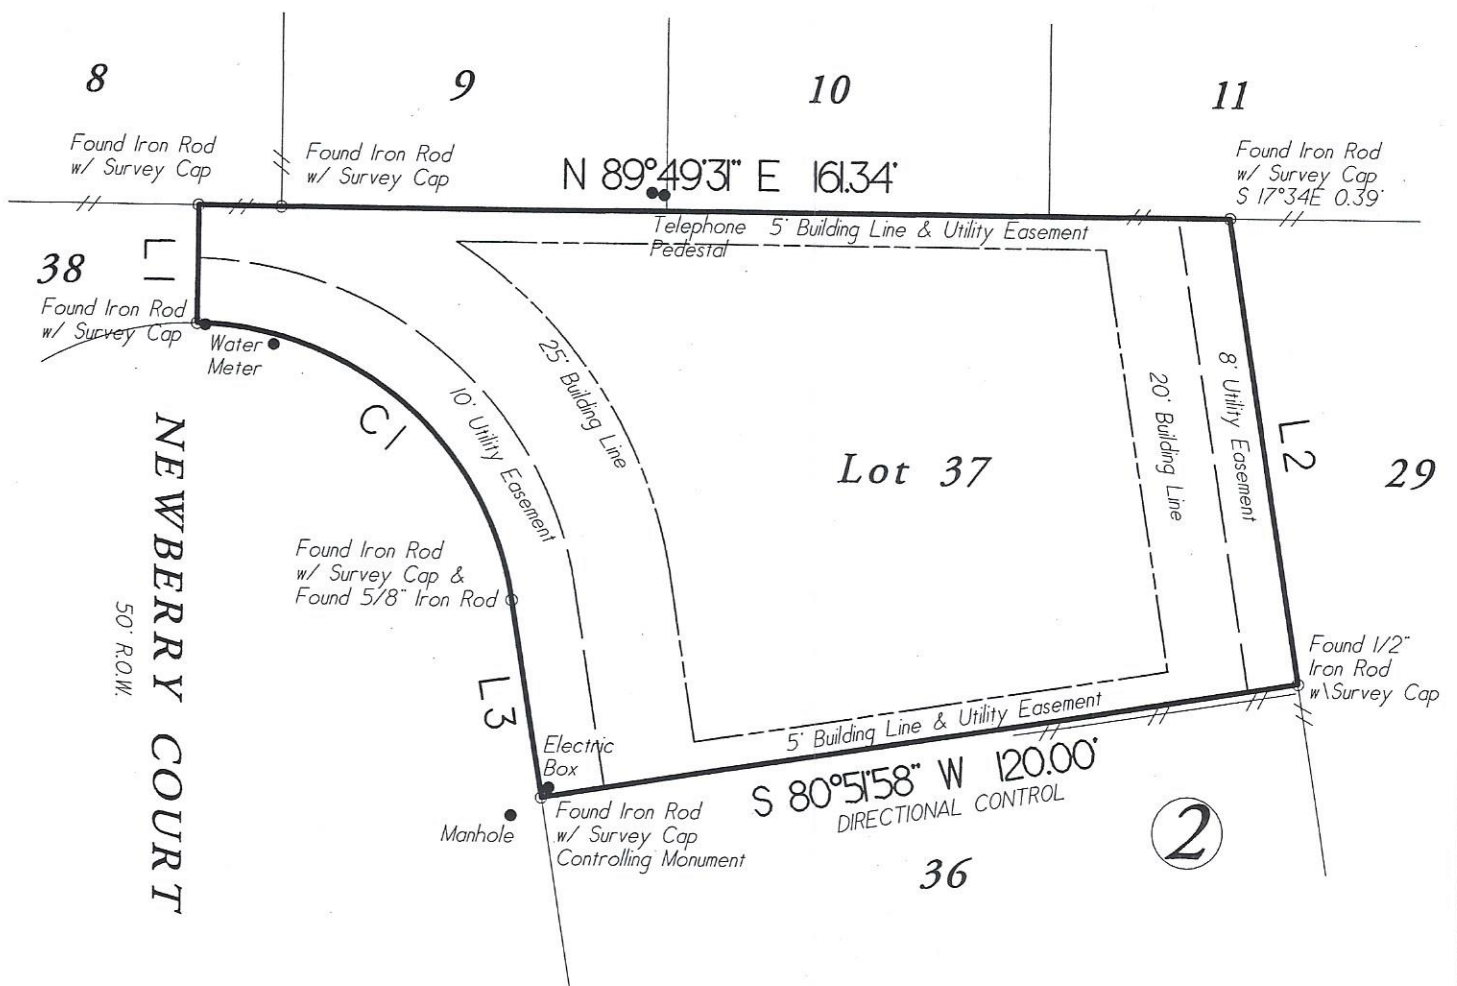 8
9
10
11
Found Iron Rod
w/ Survey Cap
Found Iron Rod
w/ Survey Cap
N 89°49'31" E 161.34'
Found Iron Rod
w/ Survey Cap
S 17°34E 0.39'
Telephone
Pedestal
5' Building Line & Utility Easement
L1
38
Found Iron Rod
w/ Survey Cap
Water
Meter
C1
10' Utility Easement
25' Building Line
20' Building Line
8' Utility Easement
L2
29
Lot 37
NEWBERRY COURT
50' R.O.W.
Found Iron Rod
w/ Survey Cap &
Found 5/8" Iron Rod
L3
Found 1/2"
Iron Rod
w\Survey Cap
5' Building Line & Utility Easement
Electric
Box
S 80°51'58" W 120.00'
DIRECTIONAL CONTROL
Manhole
Found Iron Rod
w/ Survey Cap
Controlling Monument
36
2